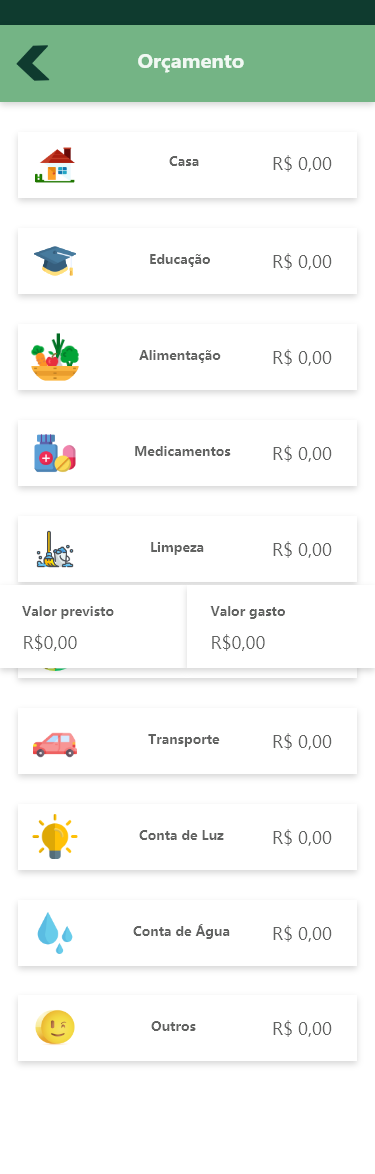 Orçamento
Casa R$ 0,00
Educação R$ 0,00
Alimentação R$ 0,00
Medicamentos R$ 0,00
Limpeza R$ 0,00
Valor previsto Valor gasto
R$0,00 R$0,00
Transporte R$ 0,00
Conta de Luz R$ 0,00
Conta de Água R$ 0,00
Outros R$ 0,00